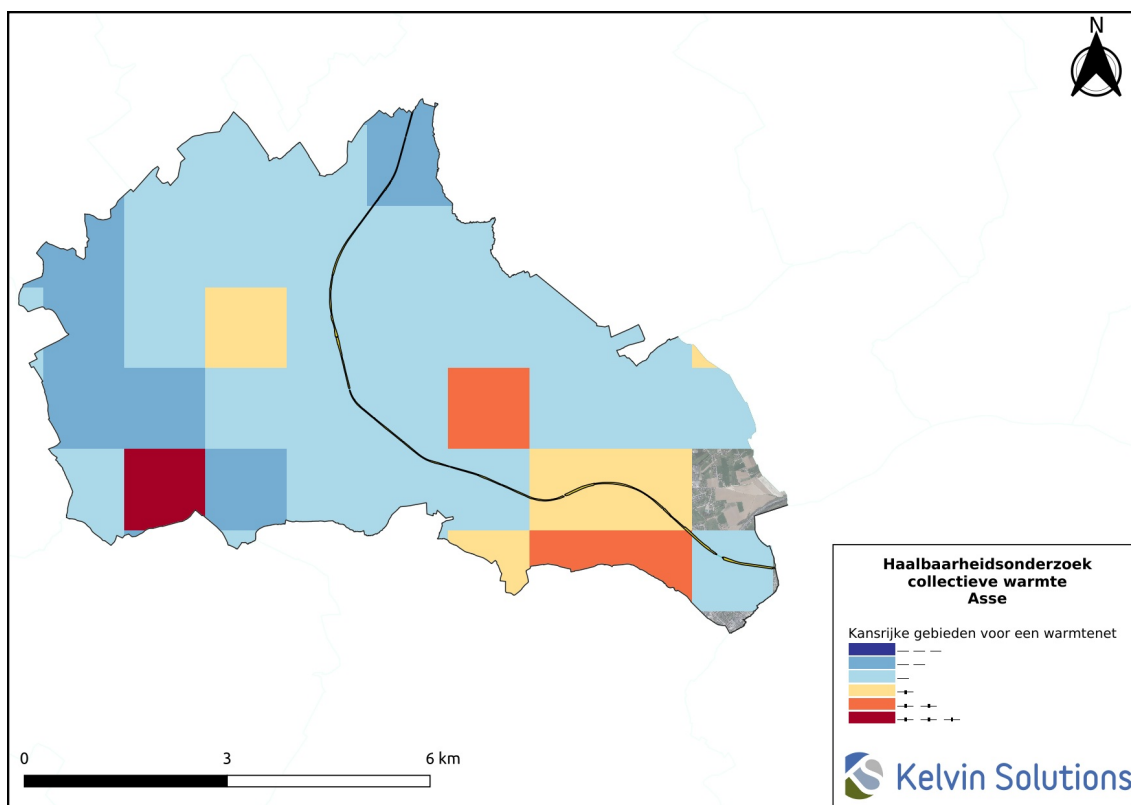 N
0 3 6 km
Haalbaarheidsonderzoek
collectieve warmte
Asse
Kansrijke gebieden voor een warmtenet
Kelvin Solutions